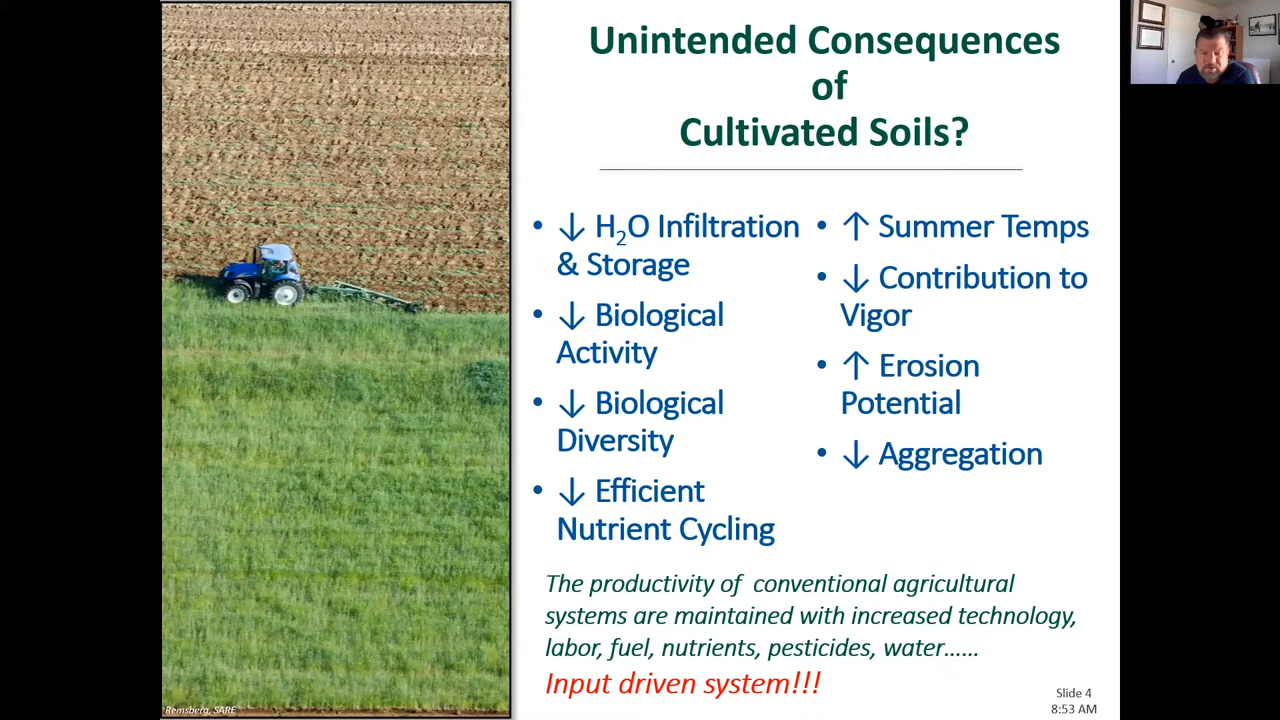 Unintended Consequences
of
Cultivated Soils?
• ↓ H₂O Infiltration
& Storage
• ↓ Biological
Activity
• ↓ Biological
Diversity
• ↓ Efficient
Nutrient Cycling
• ↑ Summer Temps
• ↓ Contribution to
Vigor
• ↑ Erosion
Potential
• ↓ Aggregation
The productivity of conventional agricultural
systems are maintained with increased technology,
labor, fuel, nutrients, pesticides, water......
Input driven system!!!
Remsberg, SARE
Slide 4
8:53 AM